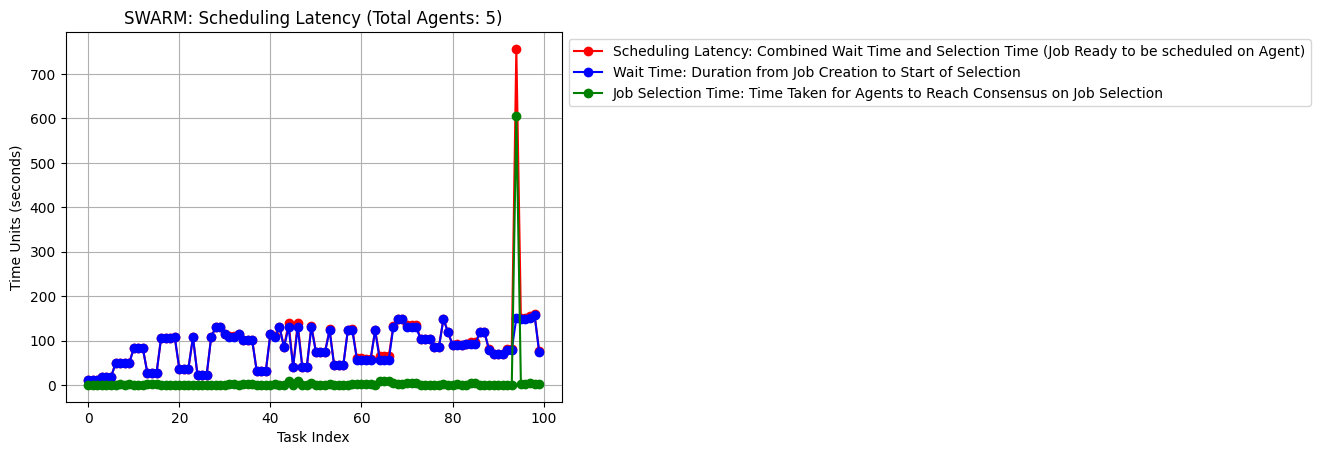 SWARM: Scheduling Latency (Total Agents: 5)
Scheduling Latency: Combined Wait Time and Selection Time (Job Ready to be scheduled on Agent)
Wait Time: Duration from Job Creation to Start of Selection
Job Selection Time: Time Taken for Agents to Reach Consensus on Job Selection
Time Units (seconds)
700
600
500
400
300
200
100
0
0 20 40 60 80 100
Task Index